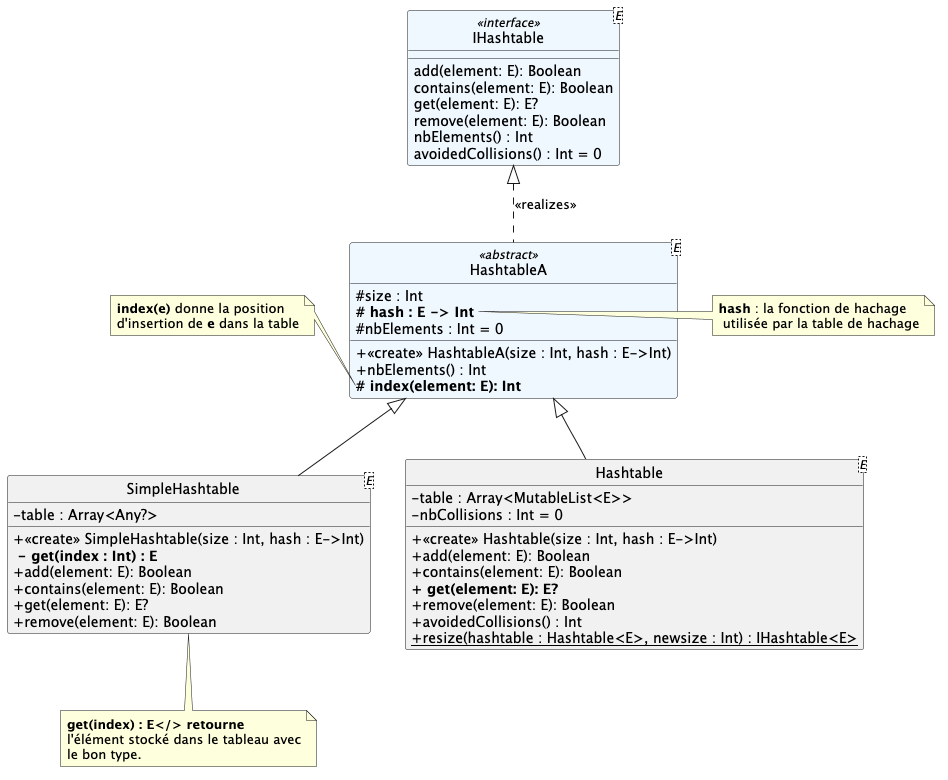 E
«interface»
IHashtable
add(element: E): Boolean
contains(element: E): Boolean
get(element: E): E?
remove(element: E): Boolean
nbElements() : Int
avoidedCollisions() : Int = 0
«realizes»
E
«abstract»
HashtableA
#size : Int
# hash : E -> Int
#nbElements : Int = 0
+«create» HashtableA(size : Int, hash : E->Int)
+nbElements() : Int
# index(element: E): Int
index(e) donne la position
d'insertion de e dans la table
hash : la fonction de hachage
utilisée par la table de hachage
E
SimpleHashtable
-table : Array<Any?>
+«create» SimpleHashtable(size : Int, hash : E->Int)
- get(index : Int) : E
+add(element: E): Boolean
+contains(element: E): Boolean
+get(element: E): E?
+remove(element: E): Boolean
E
Hashtable
-table : Array<MutableList<E>>
-nbCollisions : Int = 0
+«create» Hashtable(size : Int, hash : E->Int)
+add(element: E): Boolean
+contains(element: E): Boolean
+ get(element: E): E?
+remove(element: E): Boolean
+avoidedCollisions() : Int
+resize(hashtable : Hashtable<E>, newsize : Int) : IHashtable<E>
get(index) : E</> retourne
l'élément stocké dans le tableau avec
le bon type.